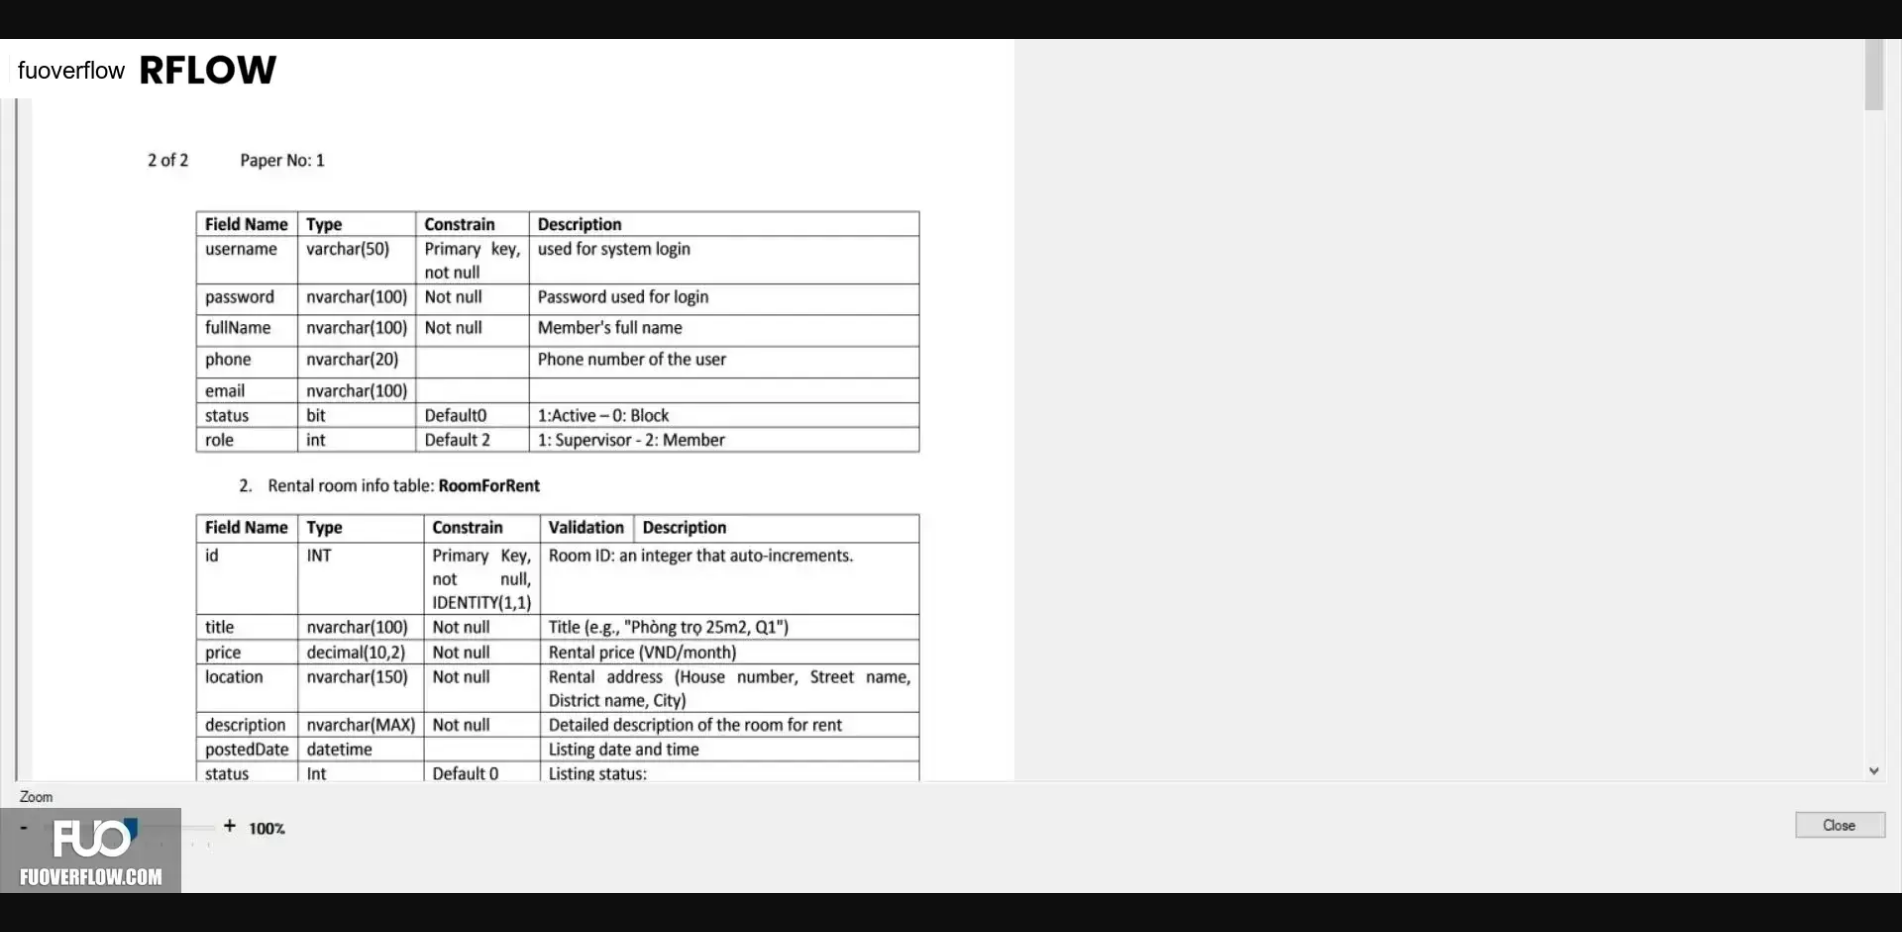 fuoverflow RFLOW
2 of 2 Paper No: 1
Field Name Type Constrain Description
username varchar(50) Primary key, used for system login
not null
password nvarchar(100) Not null Password used for login
fullName nvarchar(100) Not null Member's full name
phone nvarchar(20) Phone number of the user
email nvarchar(100)
status bit Default0 1:Active – 0: Block
role int Default 2 1: Supervisor - 2: Member
2. Rental room info table: RoomForRent
Field Name Type Constrain Validation Description
id INT Primary Key, Room ID: an integer that auto-increments.
not null,
IDENTITY(1,1)
title nvarchar(100) Not null Title (e.g., "Phòng trọ 25m2, Q1")
price decimal(10,2) Not null Rental price (VND/month)
location nvarchar(150) Not null Rental address (House number, Street name,
District name, City)
description nvarchar(MAX) Not null Detailed description of the room for rent
postedDate datetime Listing date and time
status Int Default 0 Listing status:
Zoom
- + 100%
Close
FUO
FUOVERFLOW.COM